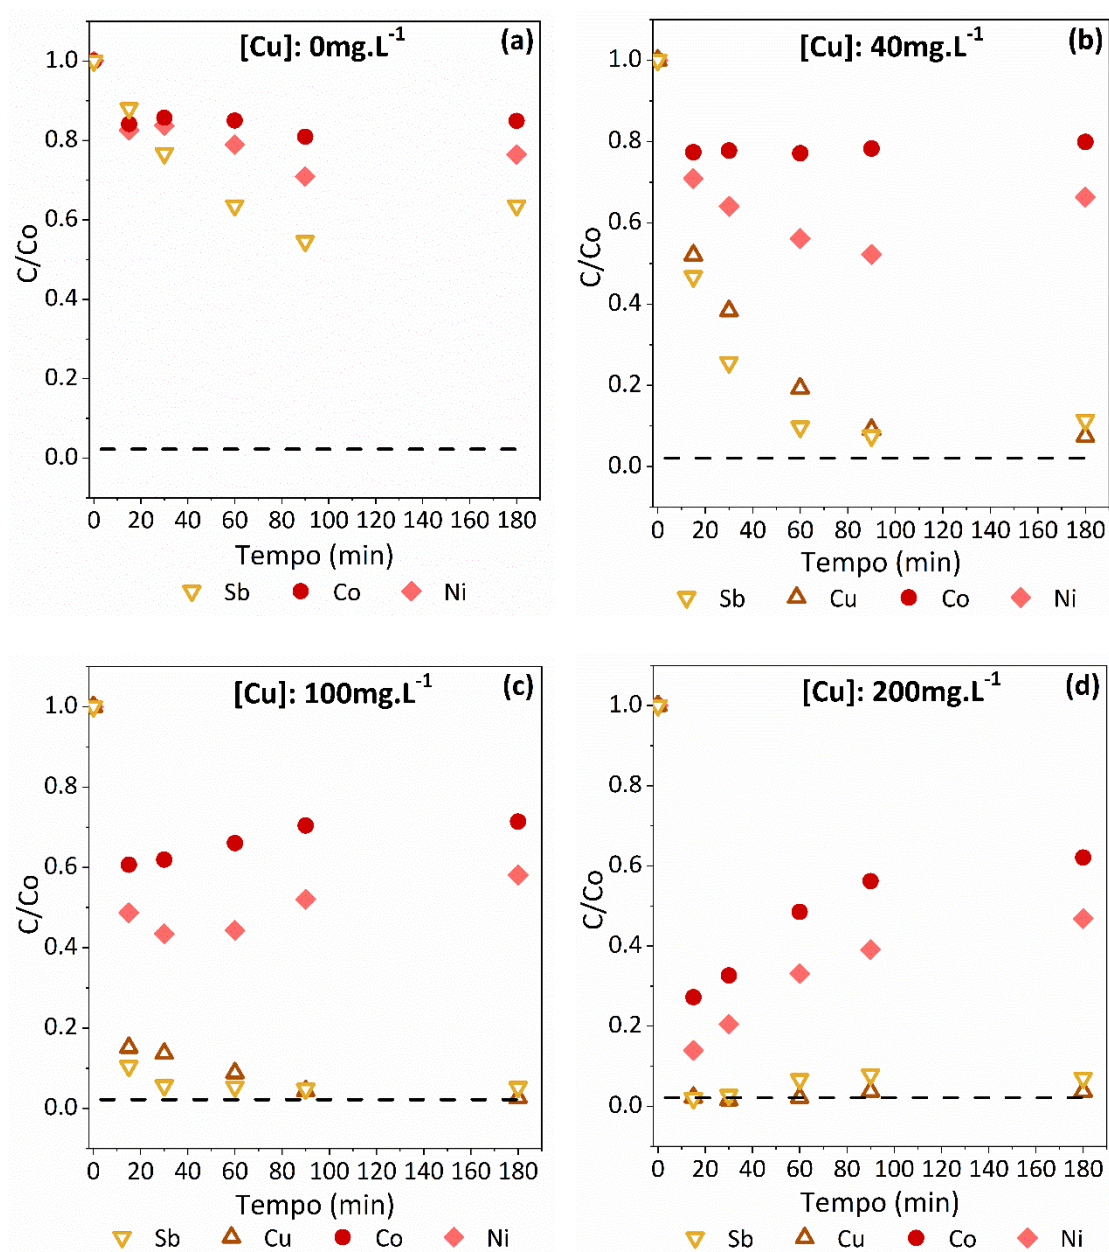 [Cu]: 0mg.L⁻¹ (a)
1.0
0.8
0.6
0.4
0.2
0.0
C/Co
0 20 40 60 80 100 120 140 160 180
Tempo (min)
Sb Co Ni
[Cu]: 40mg.L⁻¹ (b)
1.0
0.8
0.6
0.4
0.2
0.0
C/Co
0 20 40 60 80 100 120 140 160 180
Tempo (min)
Sb Cu Co Ni
[Cu]: 100mg.L⁻¹ (c)
1.0
0.8
0.6
0.4
0.2
0.0
C/Co
0 20 40 60 80 100 120 140 160 180
Tempo (min)
Sb Cu Co Ni
[Cu]: 200mg.L⁻¹ (d)
1.0
0.8
0.6
0.4
0.2
0.0
C/Co
0 20 40 60 80 100 120 140 160 180
Tempo (min)
Sb Cu Co Ni